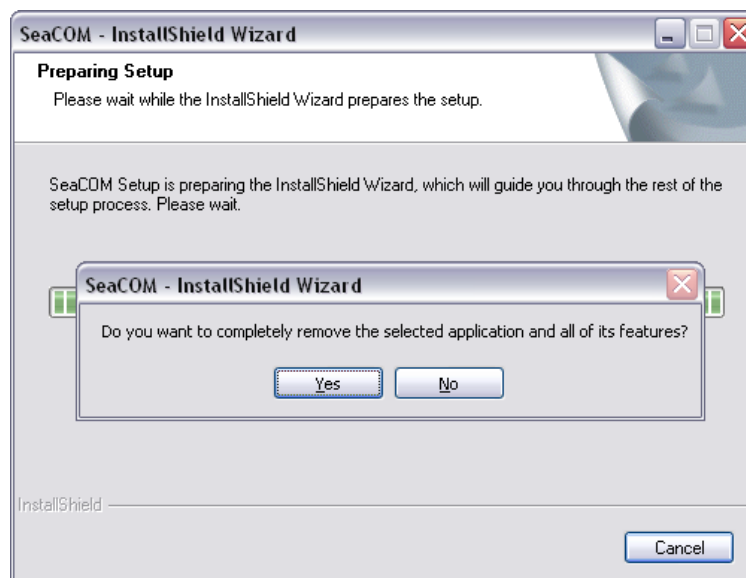 SeaCOM - InstallShield Wizard
Preparing Setup
Please wait while the InstallShield Wizard prepares the setup.
SeaCOM Setup is preparing the InstallShield Wizard, which will guide you through the rest of the
setup process. Please wait.
SeaCOM - InstallShield Wizard
Do you want to completely remove the selected application and all of its features?
Yes
No
InstallShield
Cancel